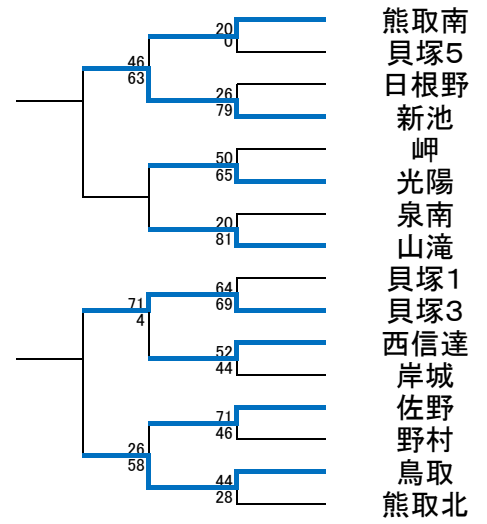 熊取南
20
0
貝塚5
46
63
日根野
26
79
新池
岬
50
65
光陽
泉南
20
81
山滝
貝塚1
64
69
貝塚3
71
4
西信達
52
44
岸城
佐野
71
46
野村
26
58
鳥取
44
28
熊取北